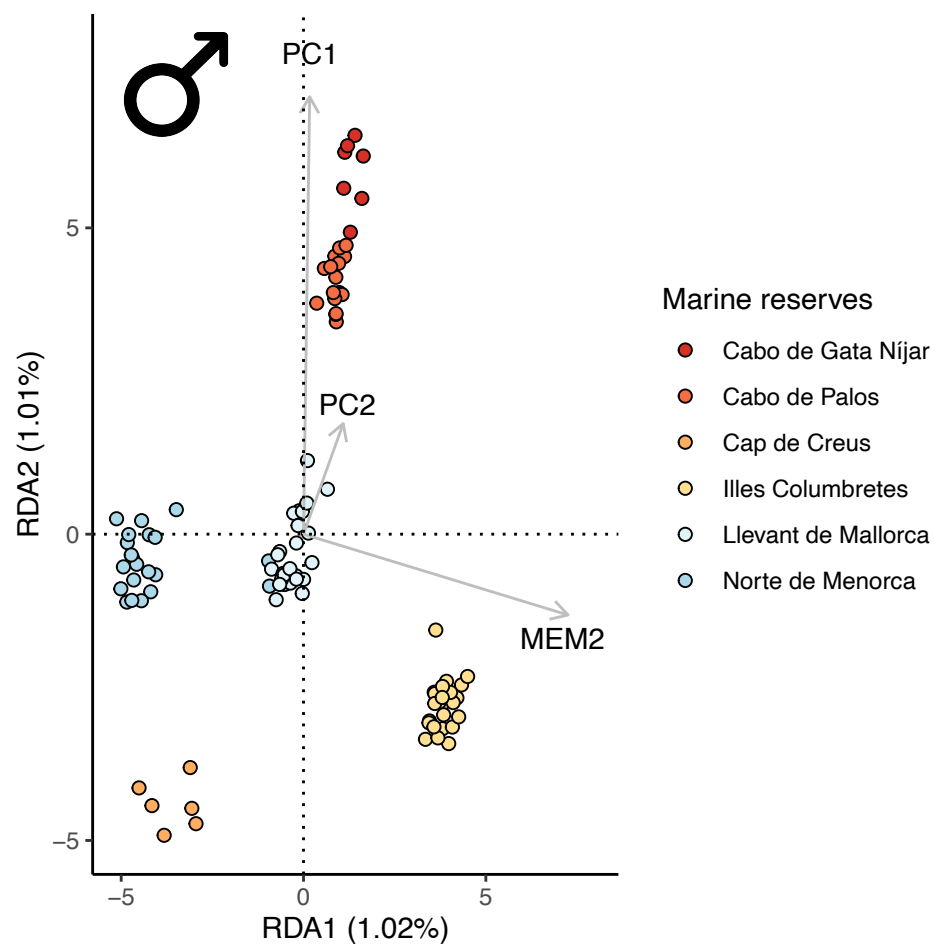 PC1
5
PC2
0
MEM2
−5
−5
0
5
RDA1 (1.02%)
RDA2 (1.01%)
Marine reserves
Cabo de Gata Níjar
Cabo de Palos
Cap de Creus
Illes Columbretes
Llevant de Mallorca
Norte de Menorca